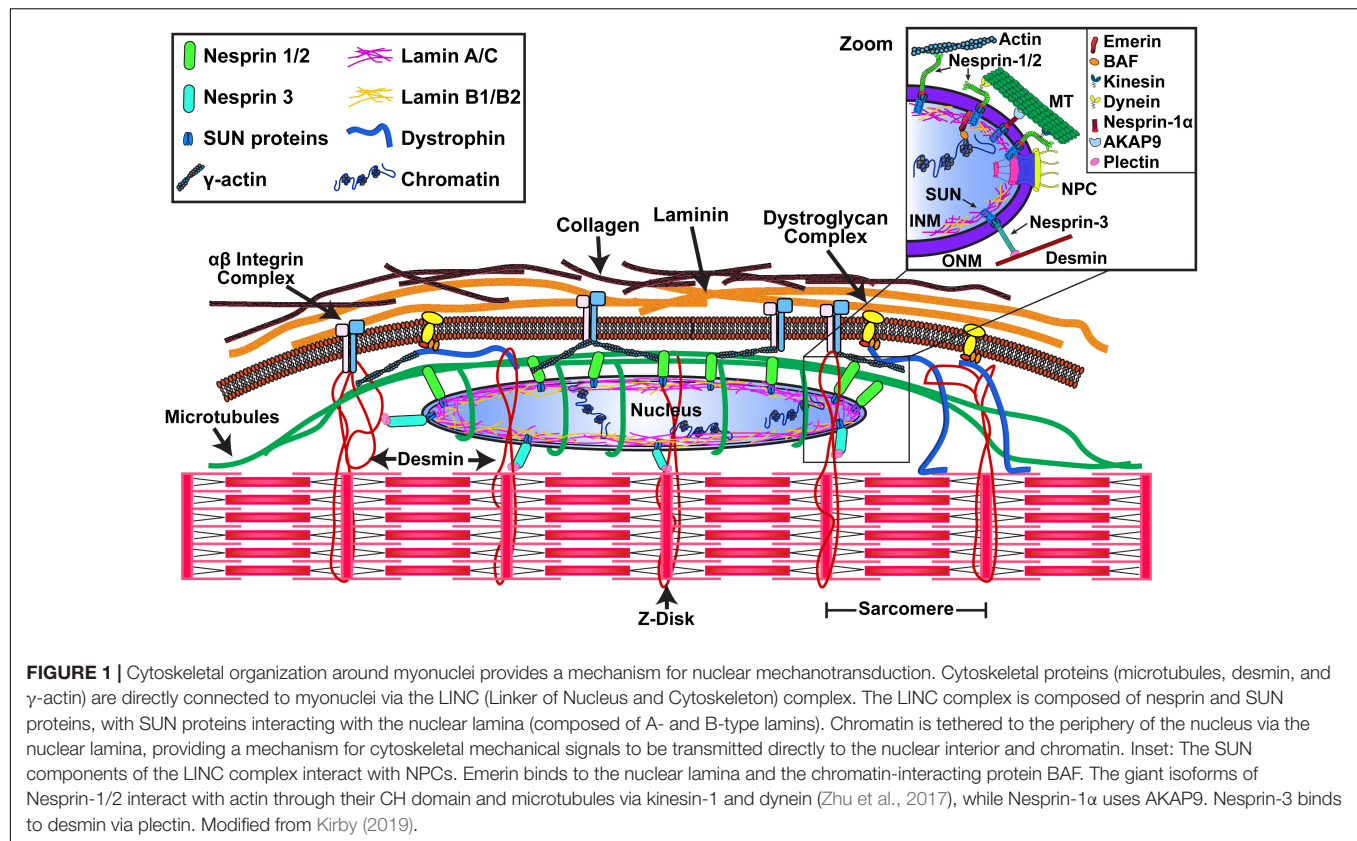 Nesprin 1/2
Lamin A/C
Nesprin 3
Lamin B1/B2
SUN proteins
Dystrophin
γ-actin
Chromatin
Zoom
Actin
Nesprin-1/2
MT
NPC
SUN
INM
Nesprin-3
ONM
Desmin
Emerin
BAF
Kinesin
Dynein
Nesprin-1α
AKAP9
Plectin
Collagen
Laminin
Dystroglycan
Complex
αβ Integrin
Complex
Microtubules
Nucleus
Desmin
Z-Disk
Sarcomere
FIGURE 1 | Cytoskeletal organization around myonuclei provides a mechanism for nuclear mechanotransduction. Cytoskeletal proteins (microtubules, desmin, and
γ-actin) are directly connected to myonuclei via the LINC (Linker of Nucleus and Cytoskeleton) complex. The LINC complex is composed of nesprin and SUN
proteins, with SUN proteins interacting with the nuclear lamina (composed of A- and B-type lamins). Chromatin is tethered to the periphery of the nucleus via the
nuclear lamina, providing a mechanism for cytoskeletal mechanical signals to be transmitted directly to the nuclear interior and chromatin. Inset: The SUN
components of the LINC complex interact with NPCs. Emerin binds to the nuclear lamina and the chromatin-interacting protein BAF. The giant isoforms of
Nesprin-1/2 interact with actin through their CH domain and microtubules via kinesin-1 and dynein (Zhu et al., 2017), while Nesprin-1α uses AKAP9. Nesprin-3 binds
to desmin via plectin. Modified from Kirby (2019).